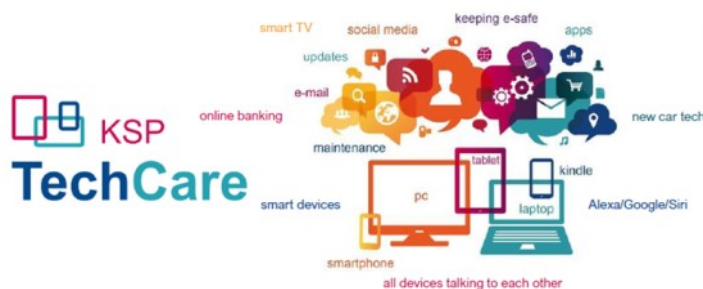 KSP
TechCare
smart TV
social media
keeping e-safe
apps
updates
e-mail
online banking
new car tech
maintenance
tablet
kindle
pc
laptop
smart devices
Alexa/Google/Siri
smartphone
all devices talking to each other